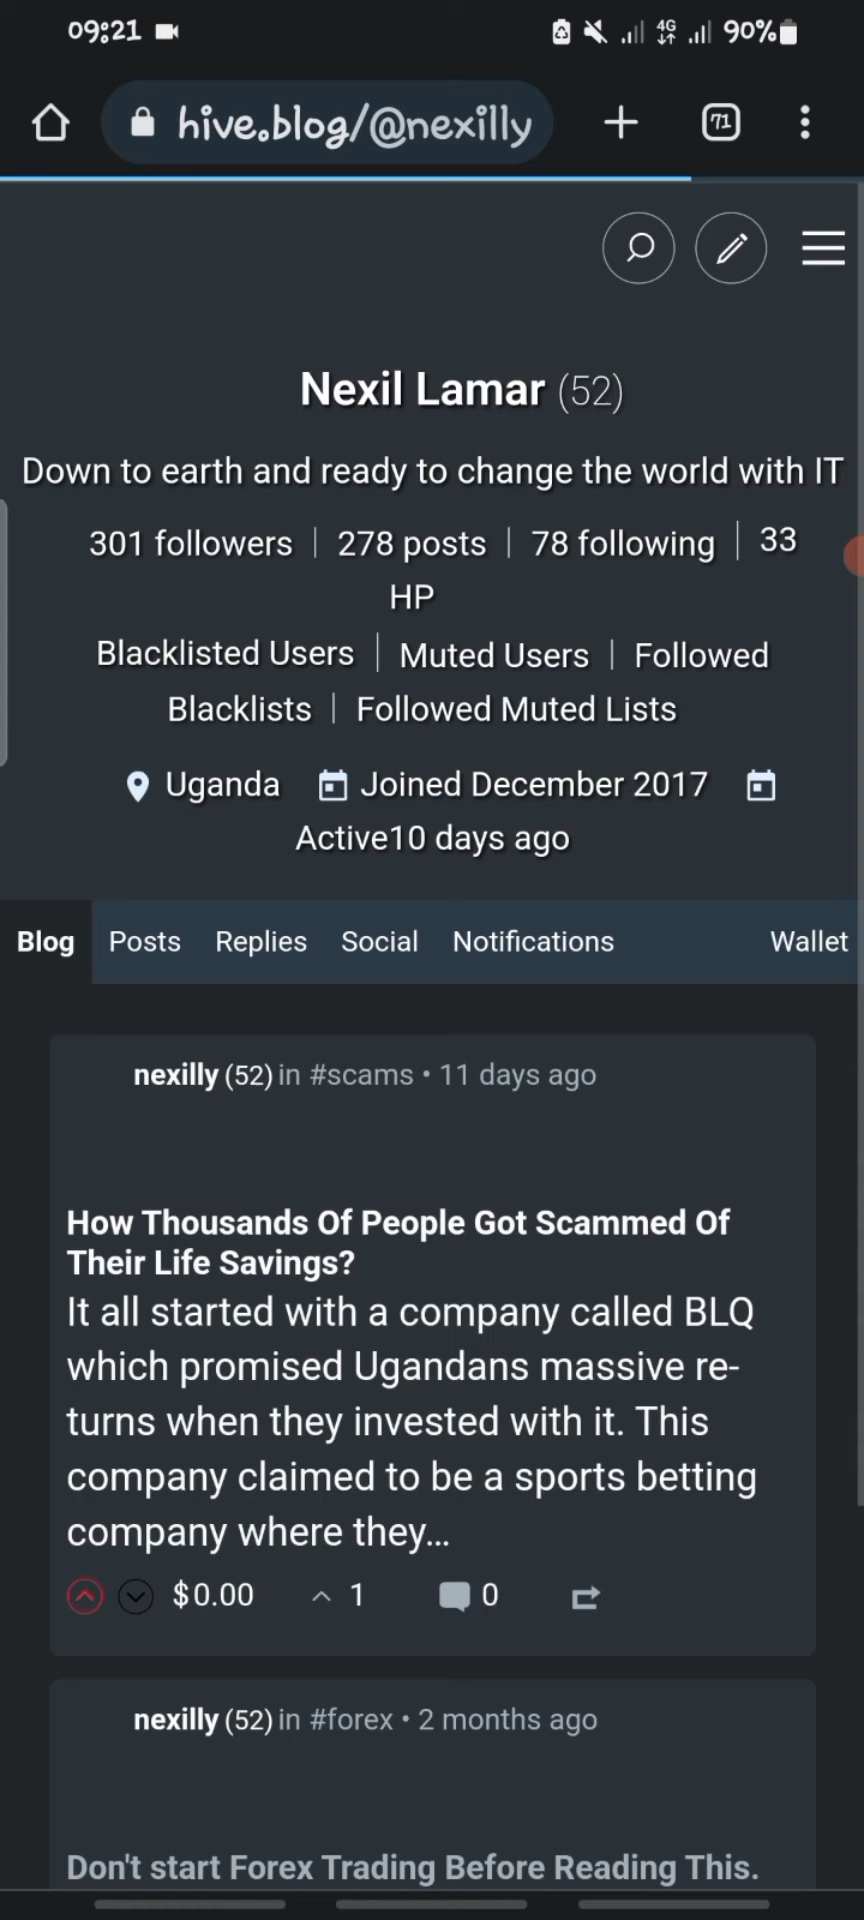 09:21 4G 90%
hive.blog/@nexilly 71
Nexil Lamar (52)
Down to earth and ready to change the world with IT
301 followers | 278 posts | 78 following | 33
HP
Blacklisted Users | Muted Users | Followed
Blacklists | Followed Muted Lists
Uganda Joined December 2017
Active10 days ago
Blog Posts Replies Social Notifications Wallet
nexilly (52) in #scams • 11 days ago
How Thousands Of People Got Scammed Of
Their Life Savings?
It all started with a company called BLQ
which promised Ugandans massive re-
turns when they invested with it. This
company claimed to be a sports betting
company where they...
$0.00 1 0
nexilly (52) in #forex • 2 months ago
Don't start Forex Trading Before Reading This.